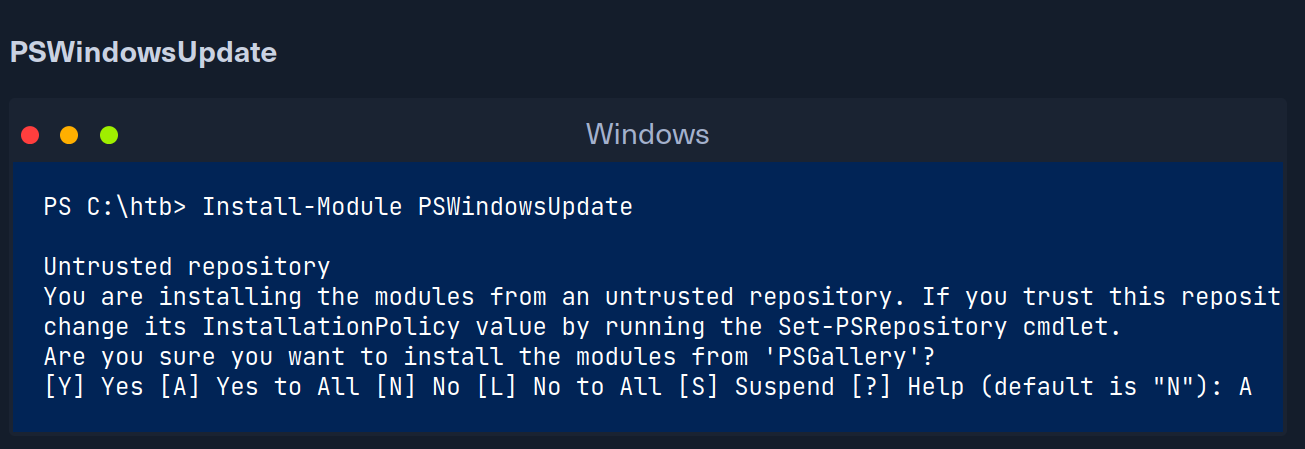 PSWindowsUpdate
Windows
PS C:\htb> Install-Module PSWindowsUpdate
Untrusted repository
You are installing the modules from an untrusted repository. If you trust this reposit
change its InstallationPolicy value by running the Set-PSRepository cmdlet.
Are you sure you want to install the modules from 'PSGallery'?
[Y] Yes [A] Yes to All [N] No [L] No to All [S] Suspend [?] Help (default is "N"): A